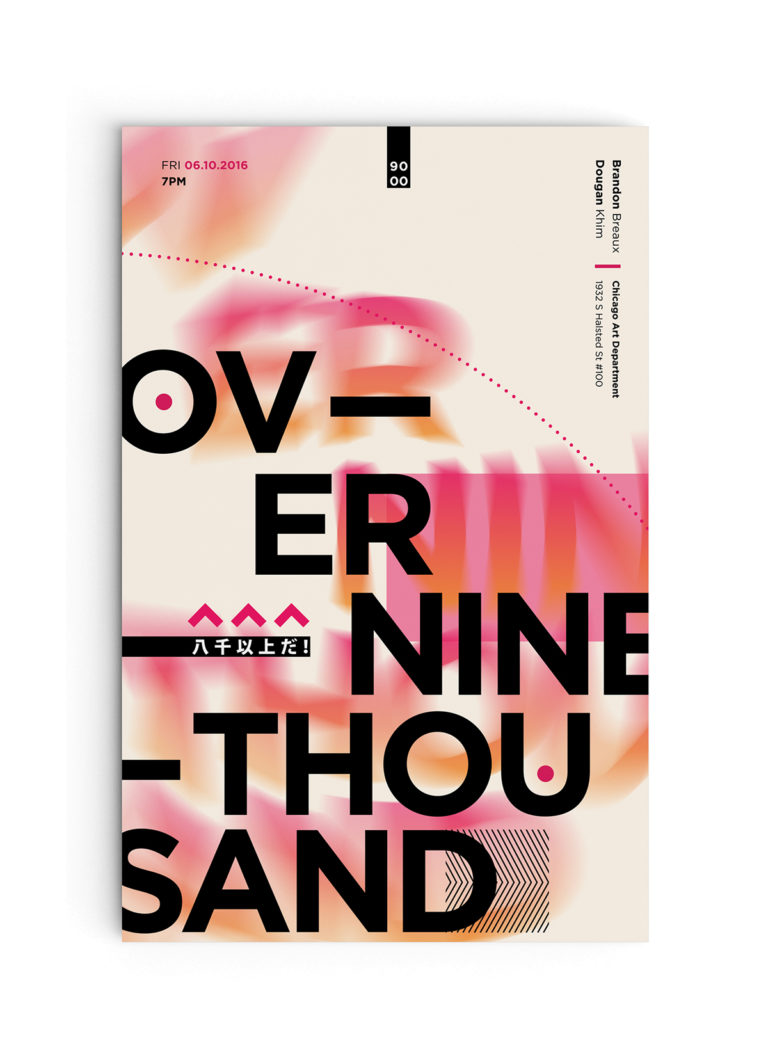 FRI 06.10.2016
7PM
90
00
Brandon Breaux
Dougan Khim
Chicago Art Department
1932 S Halsted St #100
OV—
ER
NINE
八千以上だ!
—THOU
SAND